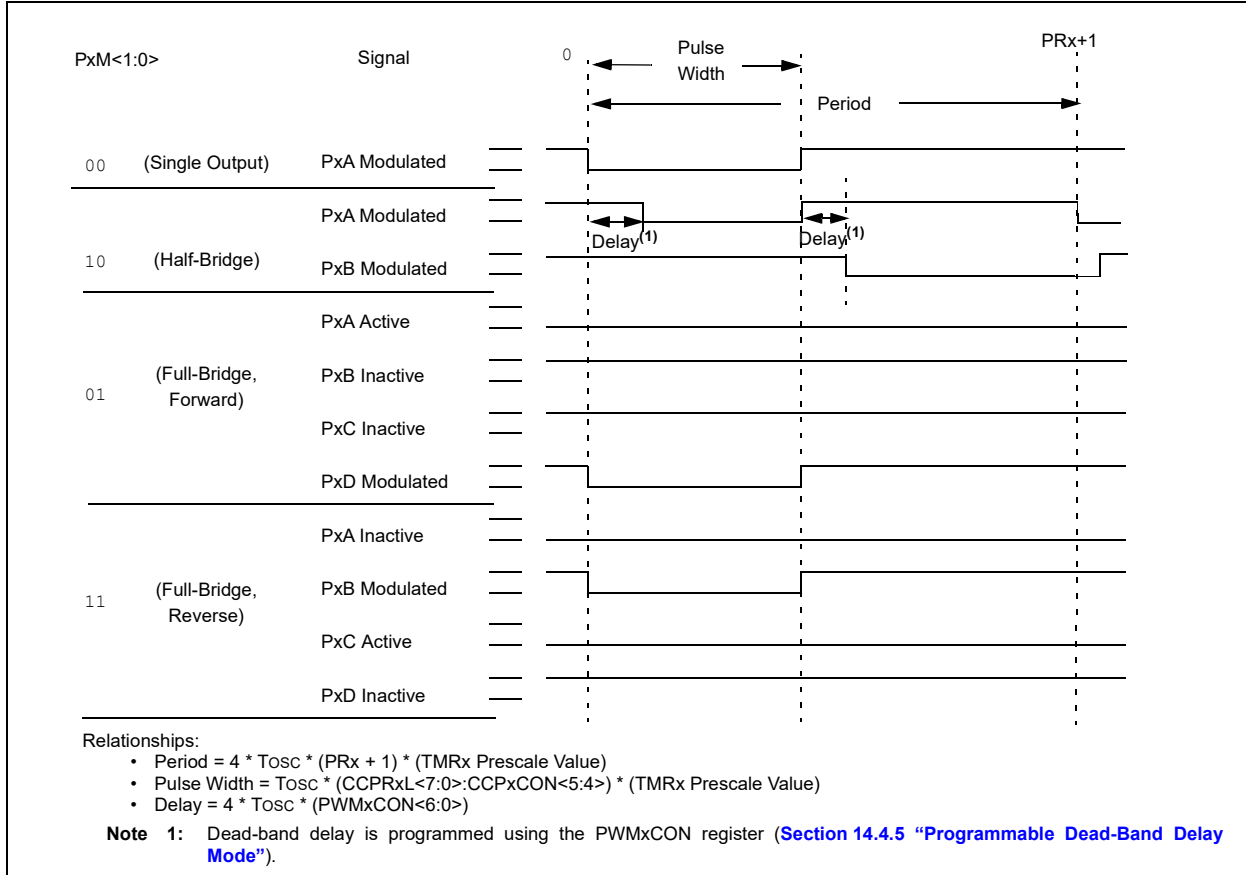 PxM<1:0>
Signal
0
Pulse
Width
PRx+1
Period
00
(Single Output)
PxA Modulated
PxA Modulated
Delay(1)
Delay(1)
10
(Half-Bridge)
PxB Modulated
PxA Active
01
(Full-Bridge,
Forward)
PxB Inactive
PxC Inactive
PxD Modulated
PxA Inactive
11
(Full-Bridge,
Reverse)
PxB Modulated
PxC Active
PxD Inactive
Relationships:
• Period = 4 * TOSC * (PRx + 1) * (TMRx Prescale Value)
• Pulse Width = TOSC * (CCPRxL<7:0>:CCPxCON<5:4>) * (TMRx Prescale Value)
• Delay = 4 * TOSC * (PWMxCON<6:0>)
Note 1: Dead-band delay is programmed using the PWMxCON register (Section 14.4.5 “Programmable Dead-Band Delay
Mode”).